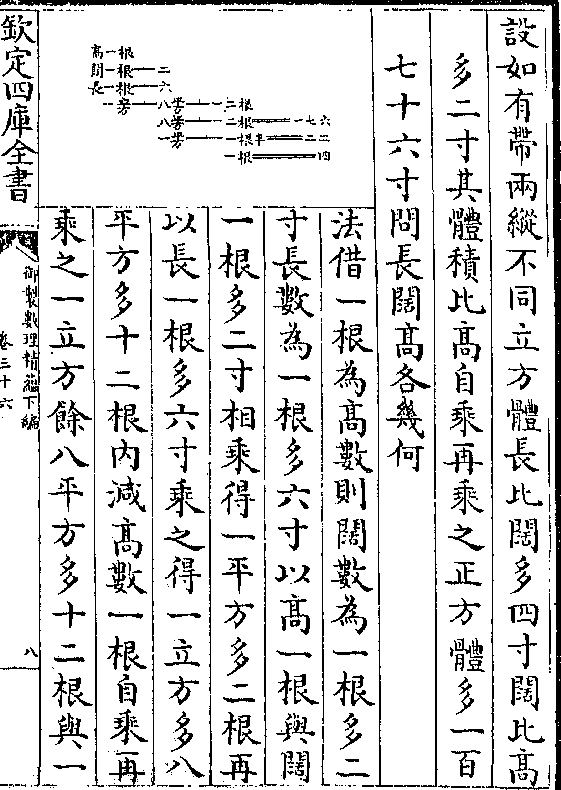 設如有帶兩縱不同立方體長比闊多四寸闊比高
多二寸其體積比高自乘再乘之正方體多一百
七十六寸問長闊高各幾何
高一根
闊一根 二
長一根 六
一㫄 八㫄 一二根
八㫄 一二根 一七六
一㫄 一根半 二二
一根 四
法借一根為高數則闊數為一根多二
寸長數為一根多六寸以高一根與闊
一根多二寸相乘得一平方多二根再
以長一根多六寸乘之得一立方多八
平方多十二根內減高數一根自乘再
乘之一立方餘八平方多十二根與一
欽定四庫全書
御製數理精蘊下編
卷三十六
八